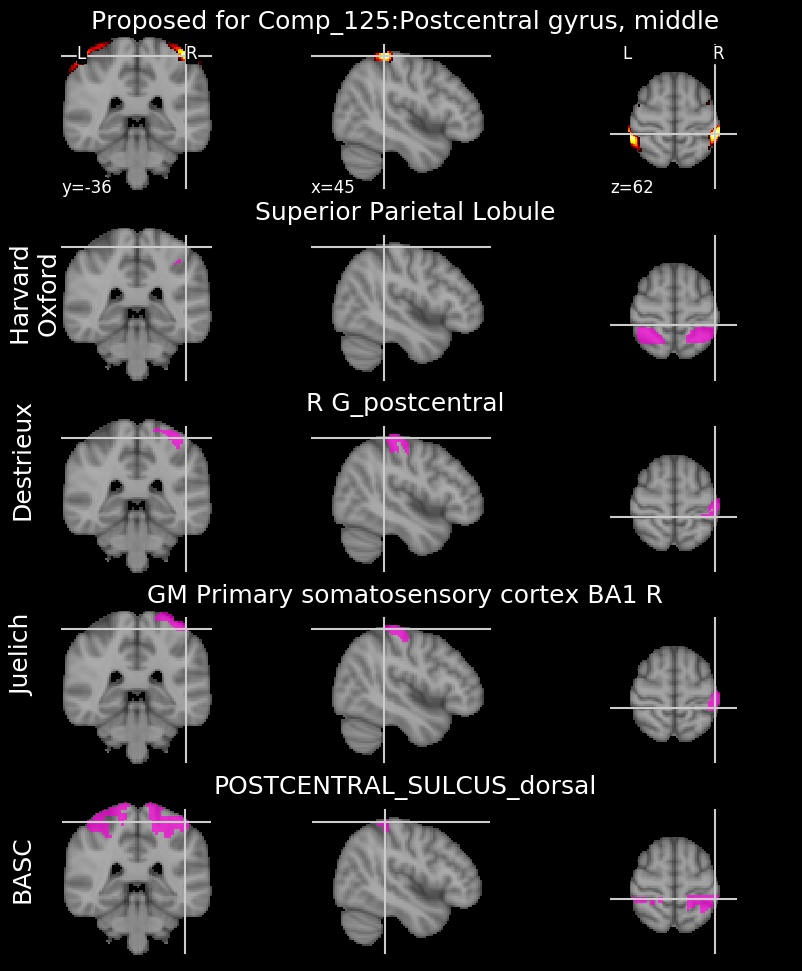 Proposed for Comp_125:Postcentral gyrus, middle
L R L R
y=-36 x=45 z=62
Superior Parietal Lobule
Harvard
Oxford
R G_postcentral
Destrieux
GM Primary somatosensory cortex BA1 R
Juelich
POSTCENTRAL_SULCUS_dorsal
BASC